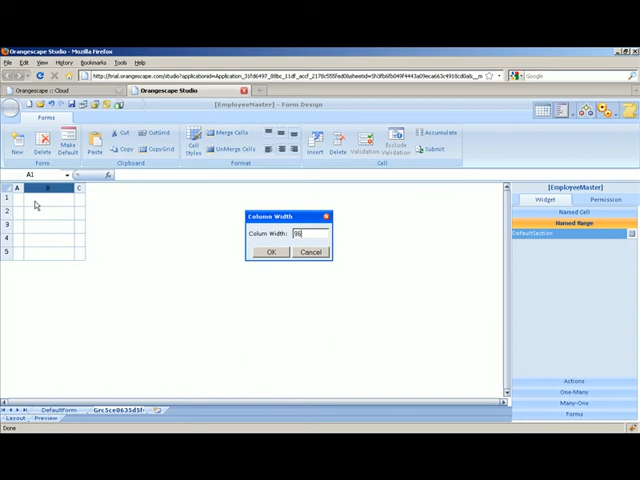 Orangescape Studio - Mozilla Firefox
File Edit View History Bookmarks Tools Help
Google
Orangescape :: Cloud
Orangescape Studio
[EmployeeMaster] - Form Design
Forms
New
Delete
Make Default
Form
Paste
Cut
CutGrid
Copy
CopyGrid
Clipboard
Cell Styles
Merge Cells
Split Cells
Format
Insert
Delete
Validation
Exclude Validation
Accumulate
Submit
Cell
A1
A B C
1
2
3
4
5
Column Width
Colum Width: 96
OK Cancel
[EmployeeMaster]
Widget Permission
Named Cell
Named Range
DefaultSection
Actions
One-Many
Many-One
Forms
DefaultForm
Layout Preview
Done